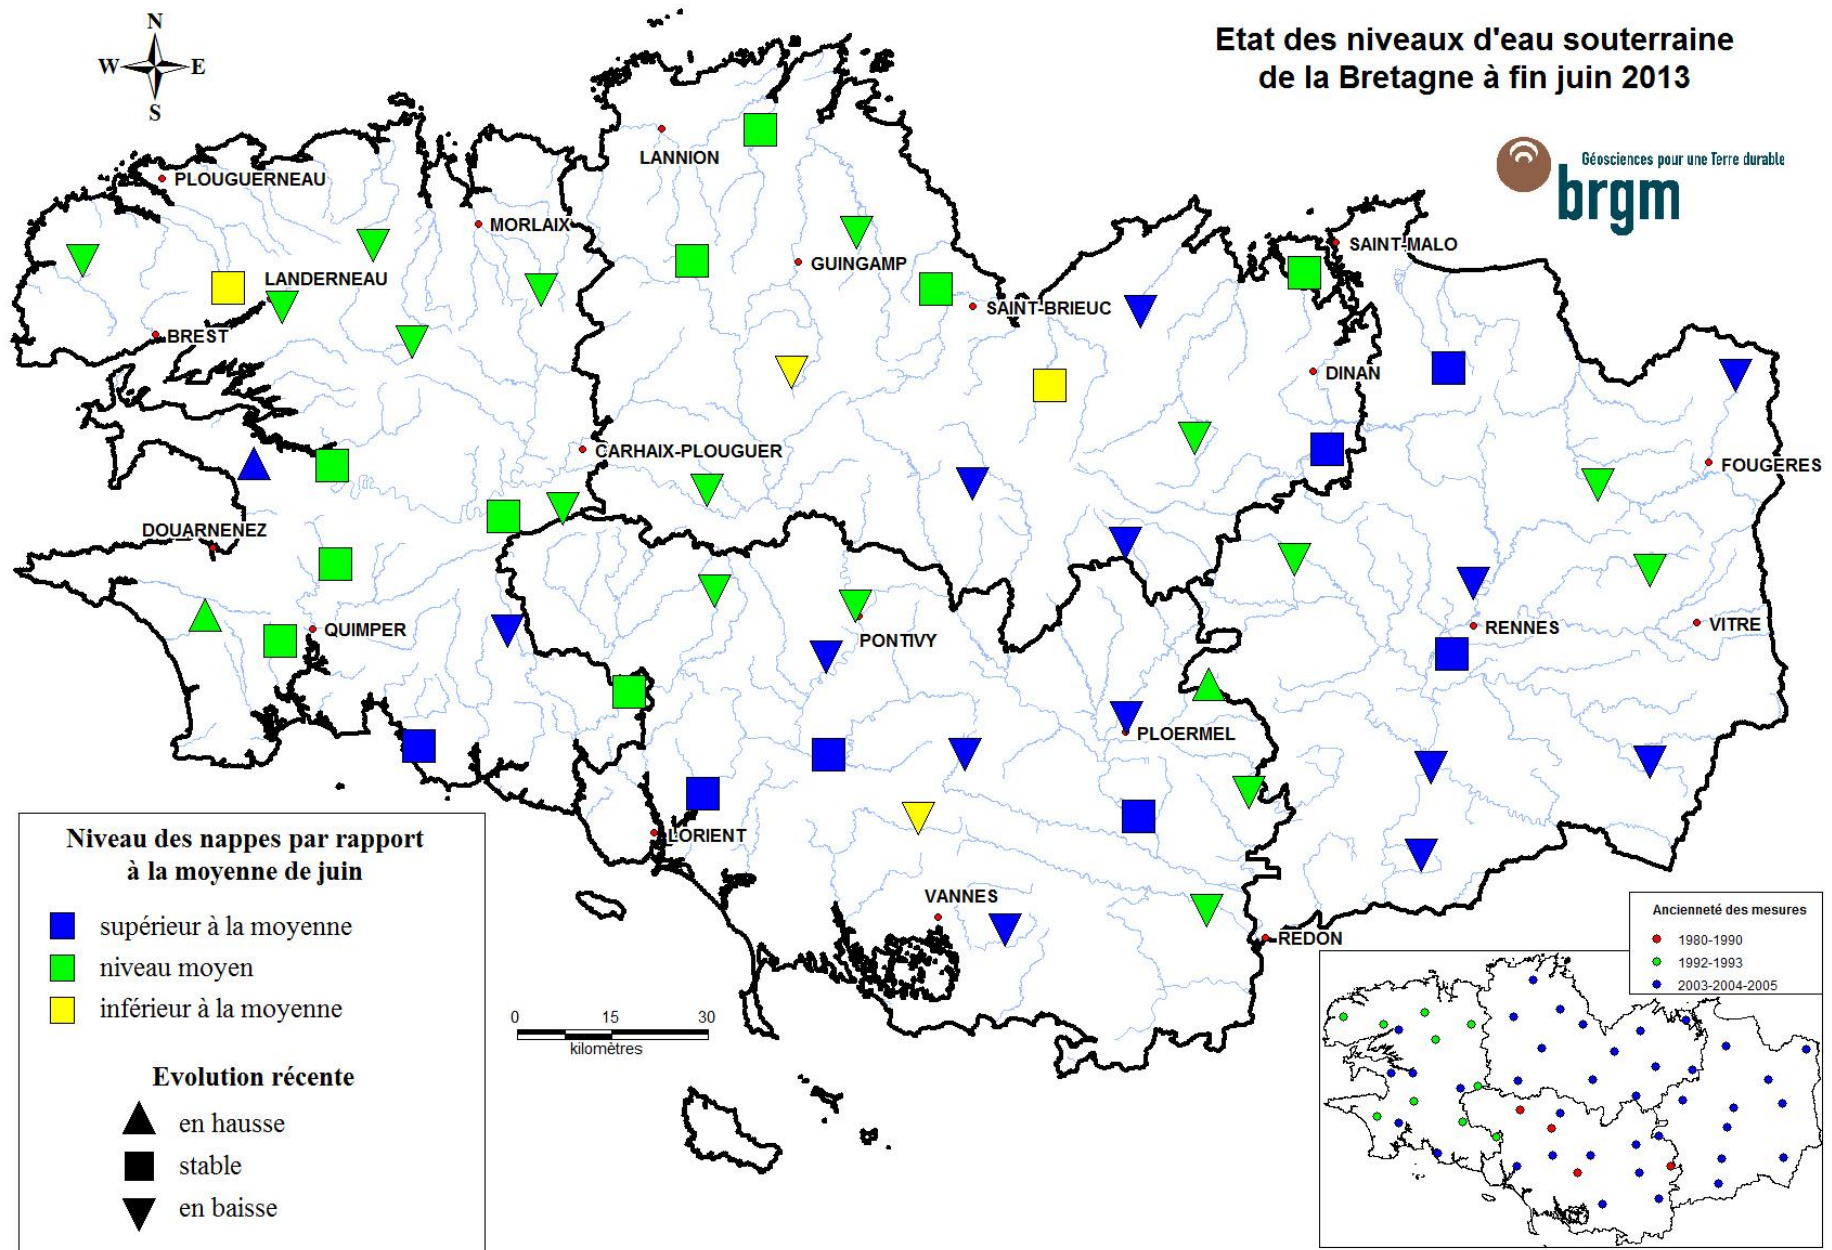 Etat des niveaux d'eau souterraine
de la Bretagne à fin juin 2013
N
W E
S
Géosciences pour une Terre durable
brgm
LANNION
PLOUGUERNEAU
MORLAIX
SAINT-MALO
GUINGAMP
LANDERNEAU
SAINT-BRIEUC
BREST
DINAN
CARHAIX-PLOUGUER
FOUGERES
DOUARNENEZ
QUIMPER
PONTIVY
RENNES
VITRE
PLOERMEL
LORIENT
VANNES
REDON
Niveau des nappes par rapport
à la moyenne de juin
supérieur à la moyenne
niveau moyen
inférieur à la moyenne
Evolution récente
en hausse
stable
en baisse
0 15 30
kilomètres
Ancienneté des mesures
1980-1990
1992-1993
2003-2004-2005